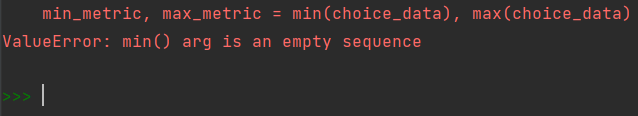 min_metric, max_metric = min(choice_data), max(choice_data)
ValueError: min() arg is an empty sequence
>>>